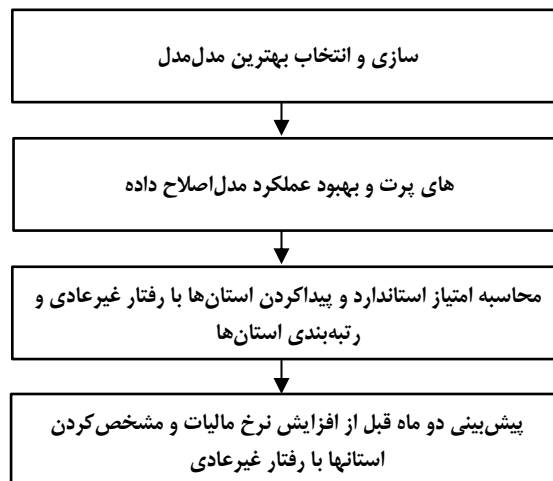 سازی و انتخاب بهترین مدل‌مدل
های پرت و بهبود عملکرد مدل‌اصلاح داده
محاسبه امتیاز استاندارد و پیداکردن استان‌ها با رفتار غیرعادی و
رتبه‌بندی استان‌ها
پیش‌بینی دو ماه قبل از افزایش نرخ مالیات و مشخص‌کردن
استانها با رفتار غیرعادی